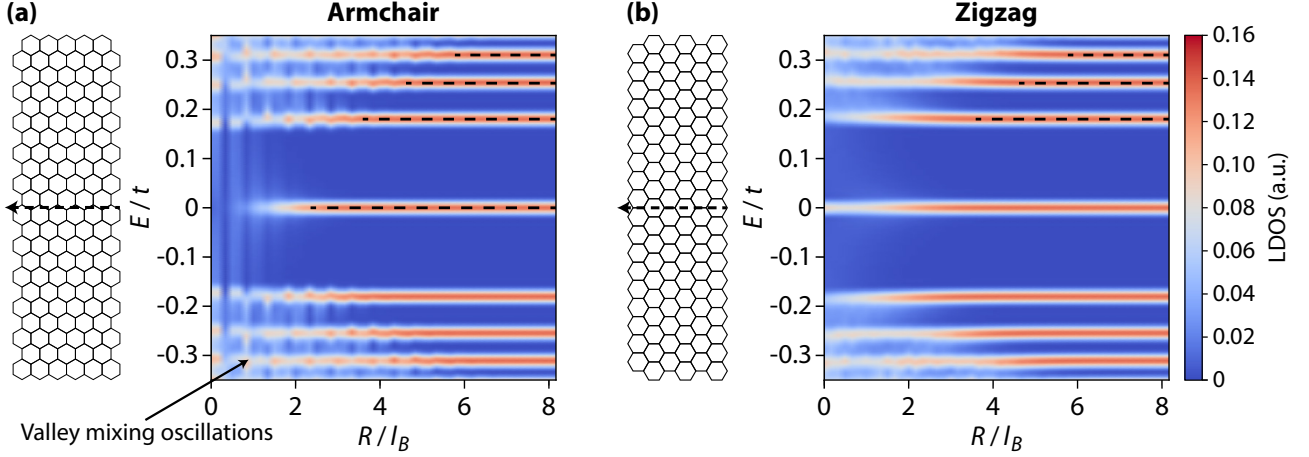 (a)
Armchair
E / t
0.3
0.2
0.1
0
-0.1
-0.2
-0.3
0 2 4 6 8
R / l_B
Valley mixing oscillations
(b)
Zigzag
E / t
0.3
0.2
0.1
0
-0.1
-0.2
-0.3
0 2 4 6 8
R / l_B
0.16
0.14
0.12
0.10
0.08
0.06
0.04
0.02
0
LDOS (a.u.)